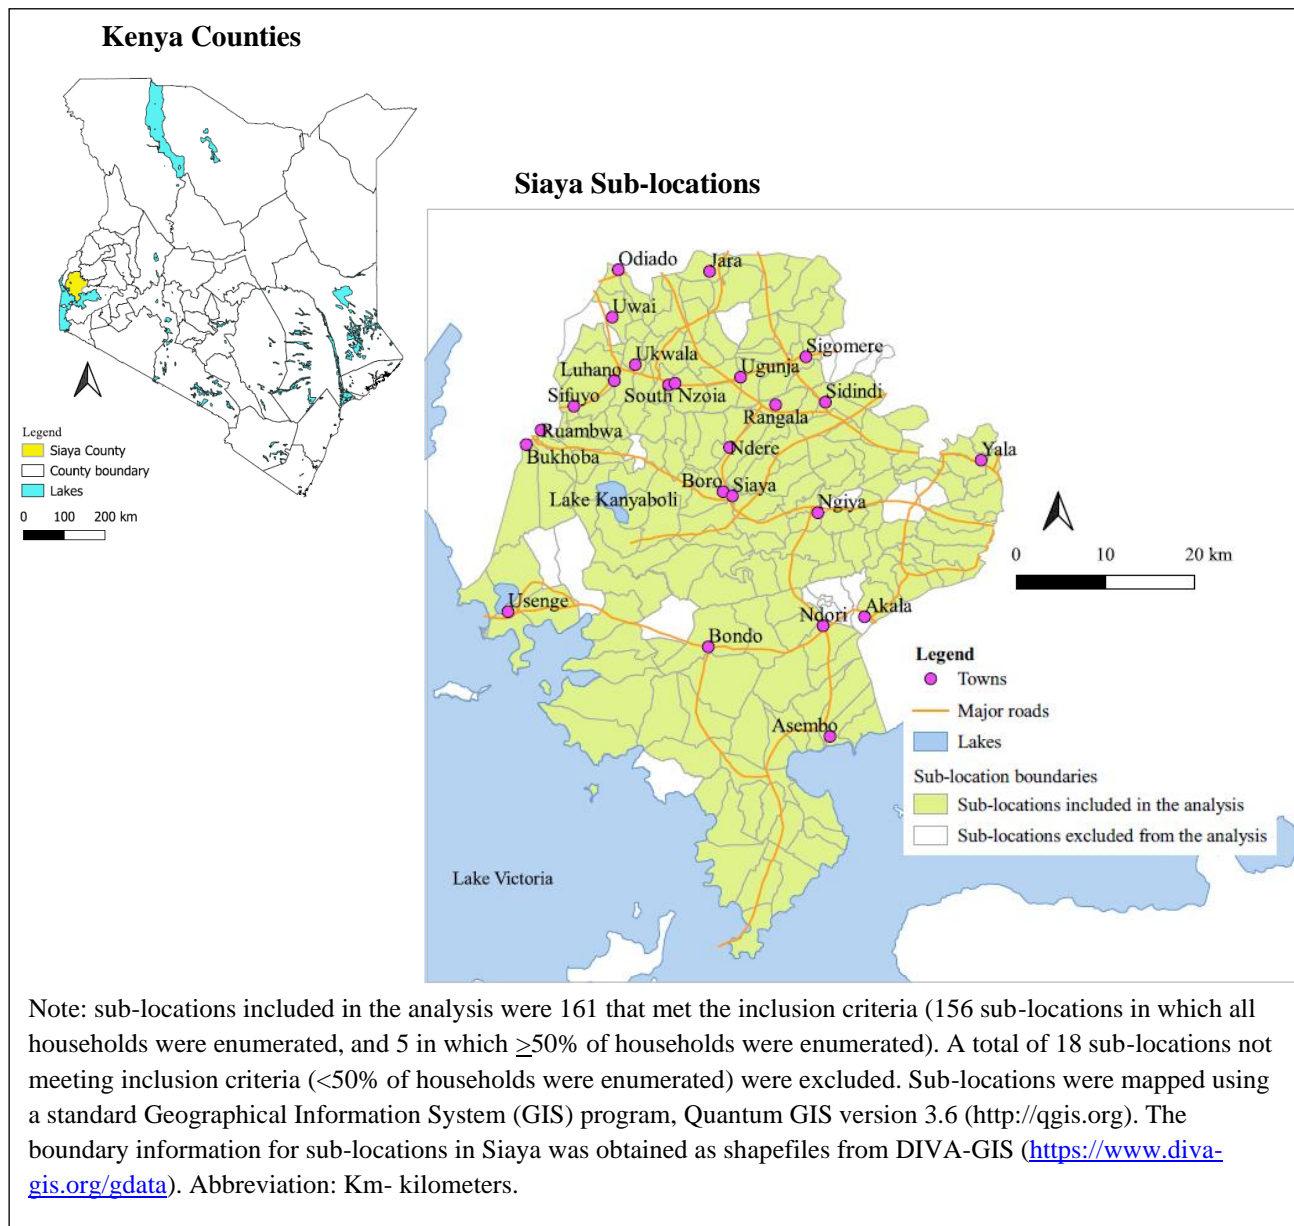 Kenya Counties
Legend
Siaya County
County boundary
Lakes
0 100 200 km
Siaya Sub-locations
Odiado
Jara
Uwai
Sigomere
Ukwala
Luhano
Ugunja
Sifuyo
South Nzoia
Sidindi
Rangala
Ruambwa
Bukhoba
Ndere
Yala
Boro
Siaya
Lake Kanyaboli
Ngiya
0 10 20 km
Usenge
Ndori
Akala
Bondo
Asembo
Lake Victoria
Legend
Towns
Major roads
Lakes
Sub-location boundaries
Sub-locations included in the analysis
Sub-locations excluded from the analysis
Note: sub-locations included in the analysis were 161 that met the inclusion criteria (156 sub-locations in which all
households were enumerated, and 5 in which >50% of households were enumerated). A total of 18 sub-locations not
meeting inclusion criteria (<50% of households were enumerated) were excluded. Sub-locations were mapped using
a standard Geographical Information System (GIS) program, Quantum GIS version 3.6 (http://qgis.org). The
boundary information for sub-locations in Siaya was obtained as shapefiles from DIVA-GIS (https://www.diva-
gis.org/gdata). Abbreviation: Km- kilometers.